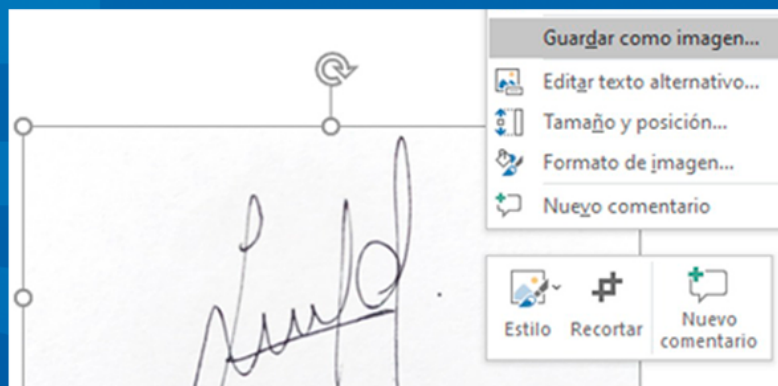 Guardar como imagen...
Editar texto alternativo...
Tamaño y posición...
Formato de imagen...
Nuevo comentario
Estilo
Recortar
Nuevo
comentario